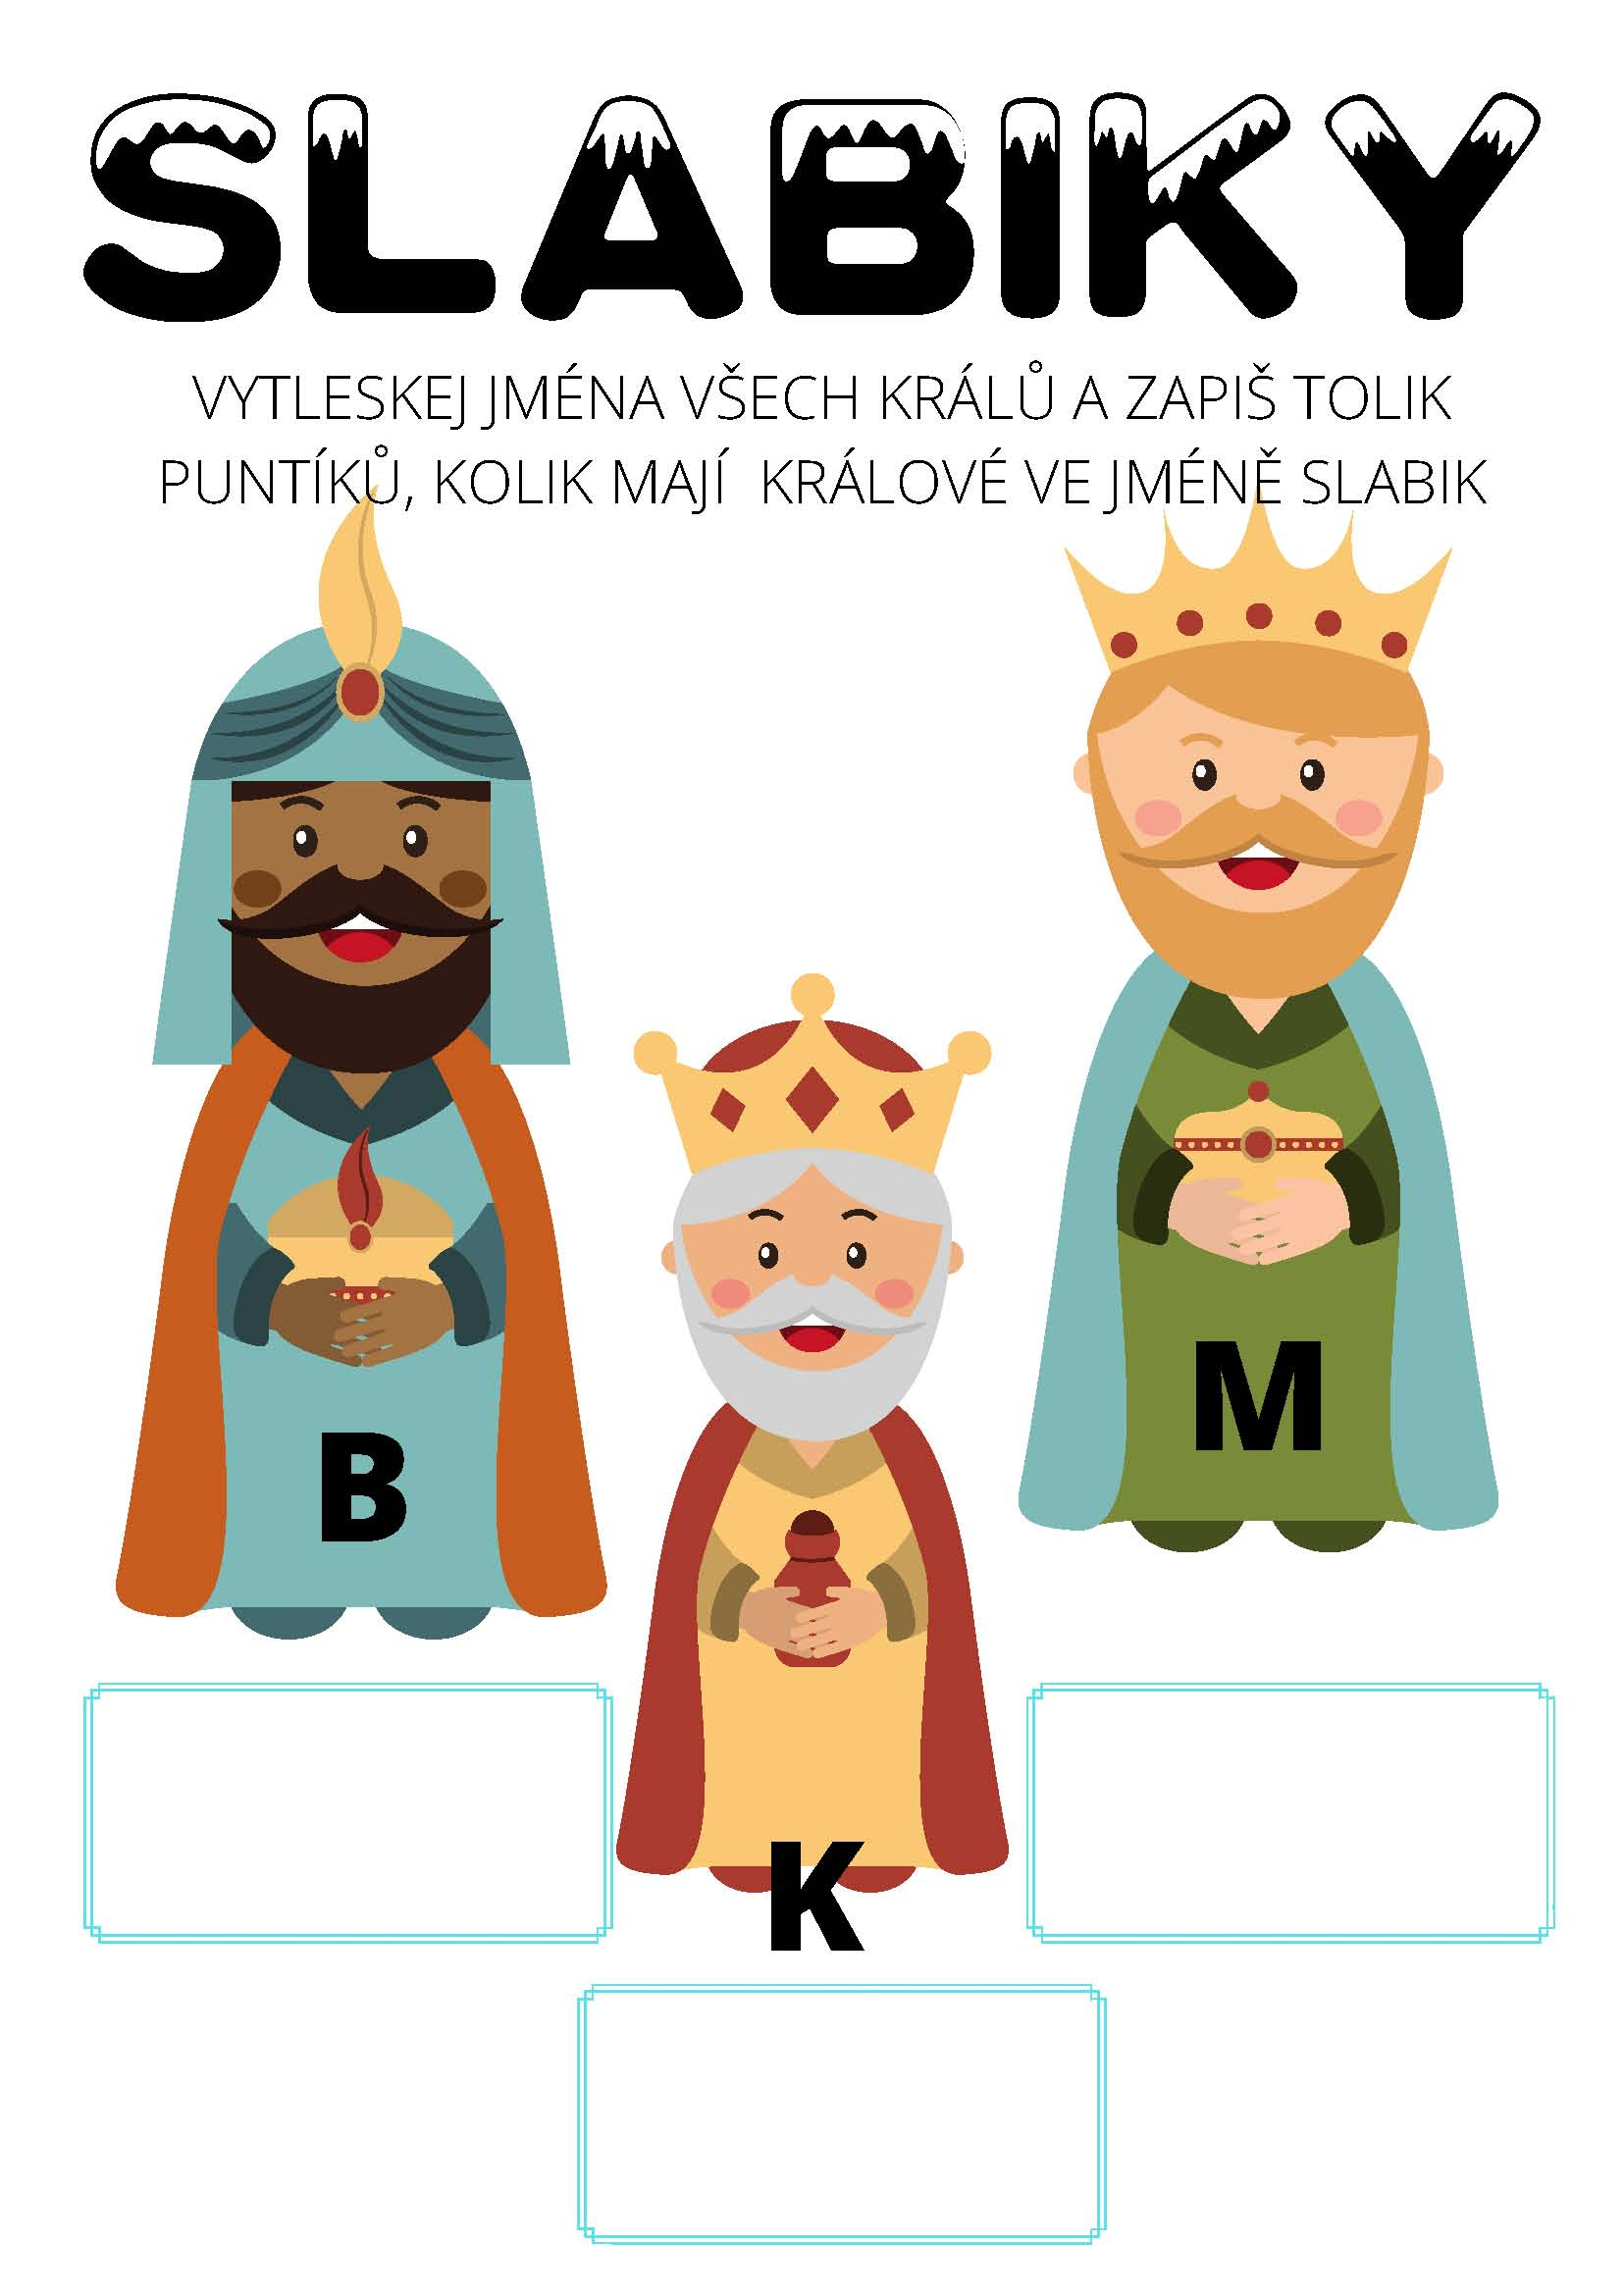 SLABIKY
VYTLESKEJ JMÉNA VŠECH KRÁLŮ A ZAPIŠ TOLIK
PUNTÍKŮ, KOLIK MAJÍ KRÁLOVÉ VE JMÉNĚ SLABIK
B
M
K